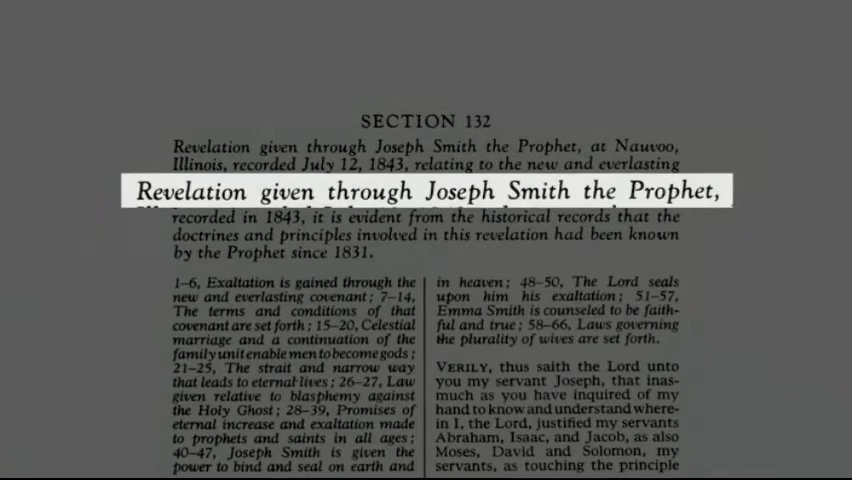 SECTION 132
Revelation given through Joseph Smith the Prophet, at Nauvoo,
Illinois, recorded July 12, 1843, relating to the new and everlasting
Revelation given through Joseph Smith the Prophet,
recorded in 1843, it is evident from the historical records that the
doctrines and principles involved in this revelation had been known
by the Prophet since 1831.
1–6, Exaltation is gained through the
new and everlasting covenant; 7–14,
The terms and conditions of that
covenant are set forth; 15–20, Celestial
marriage and a continuation of the
family unit enable men to become gods;
21–25, The strait and narrow way
that leads to eternal lives; 26–27, Law
given relative to blasphemy against
the Holy Ghost; 28–39, Promises of
eternal increase and exaltation made
to prophets and saints in all ages;
40–47, Joseph Smith is given the
power to bind and seal on earth and
in heaven; 48–50, The Lord seals
upon him his exaltation; 51–57,
Emma Smith is counseled to be faith-
ful and true; 58–66, Laws governing
the plurality of wives are set forth.
VERILY, thus saith the Lord unto
you my servant Joseph, that inas-
much as you have inquired of my
hand to know and understand where-
in I, the Lord, justified my servants
Abraham, Isaac, and Jacob, as also
Moses, David and Solomon, my
servants, as touching the principle